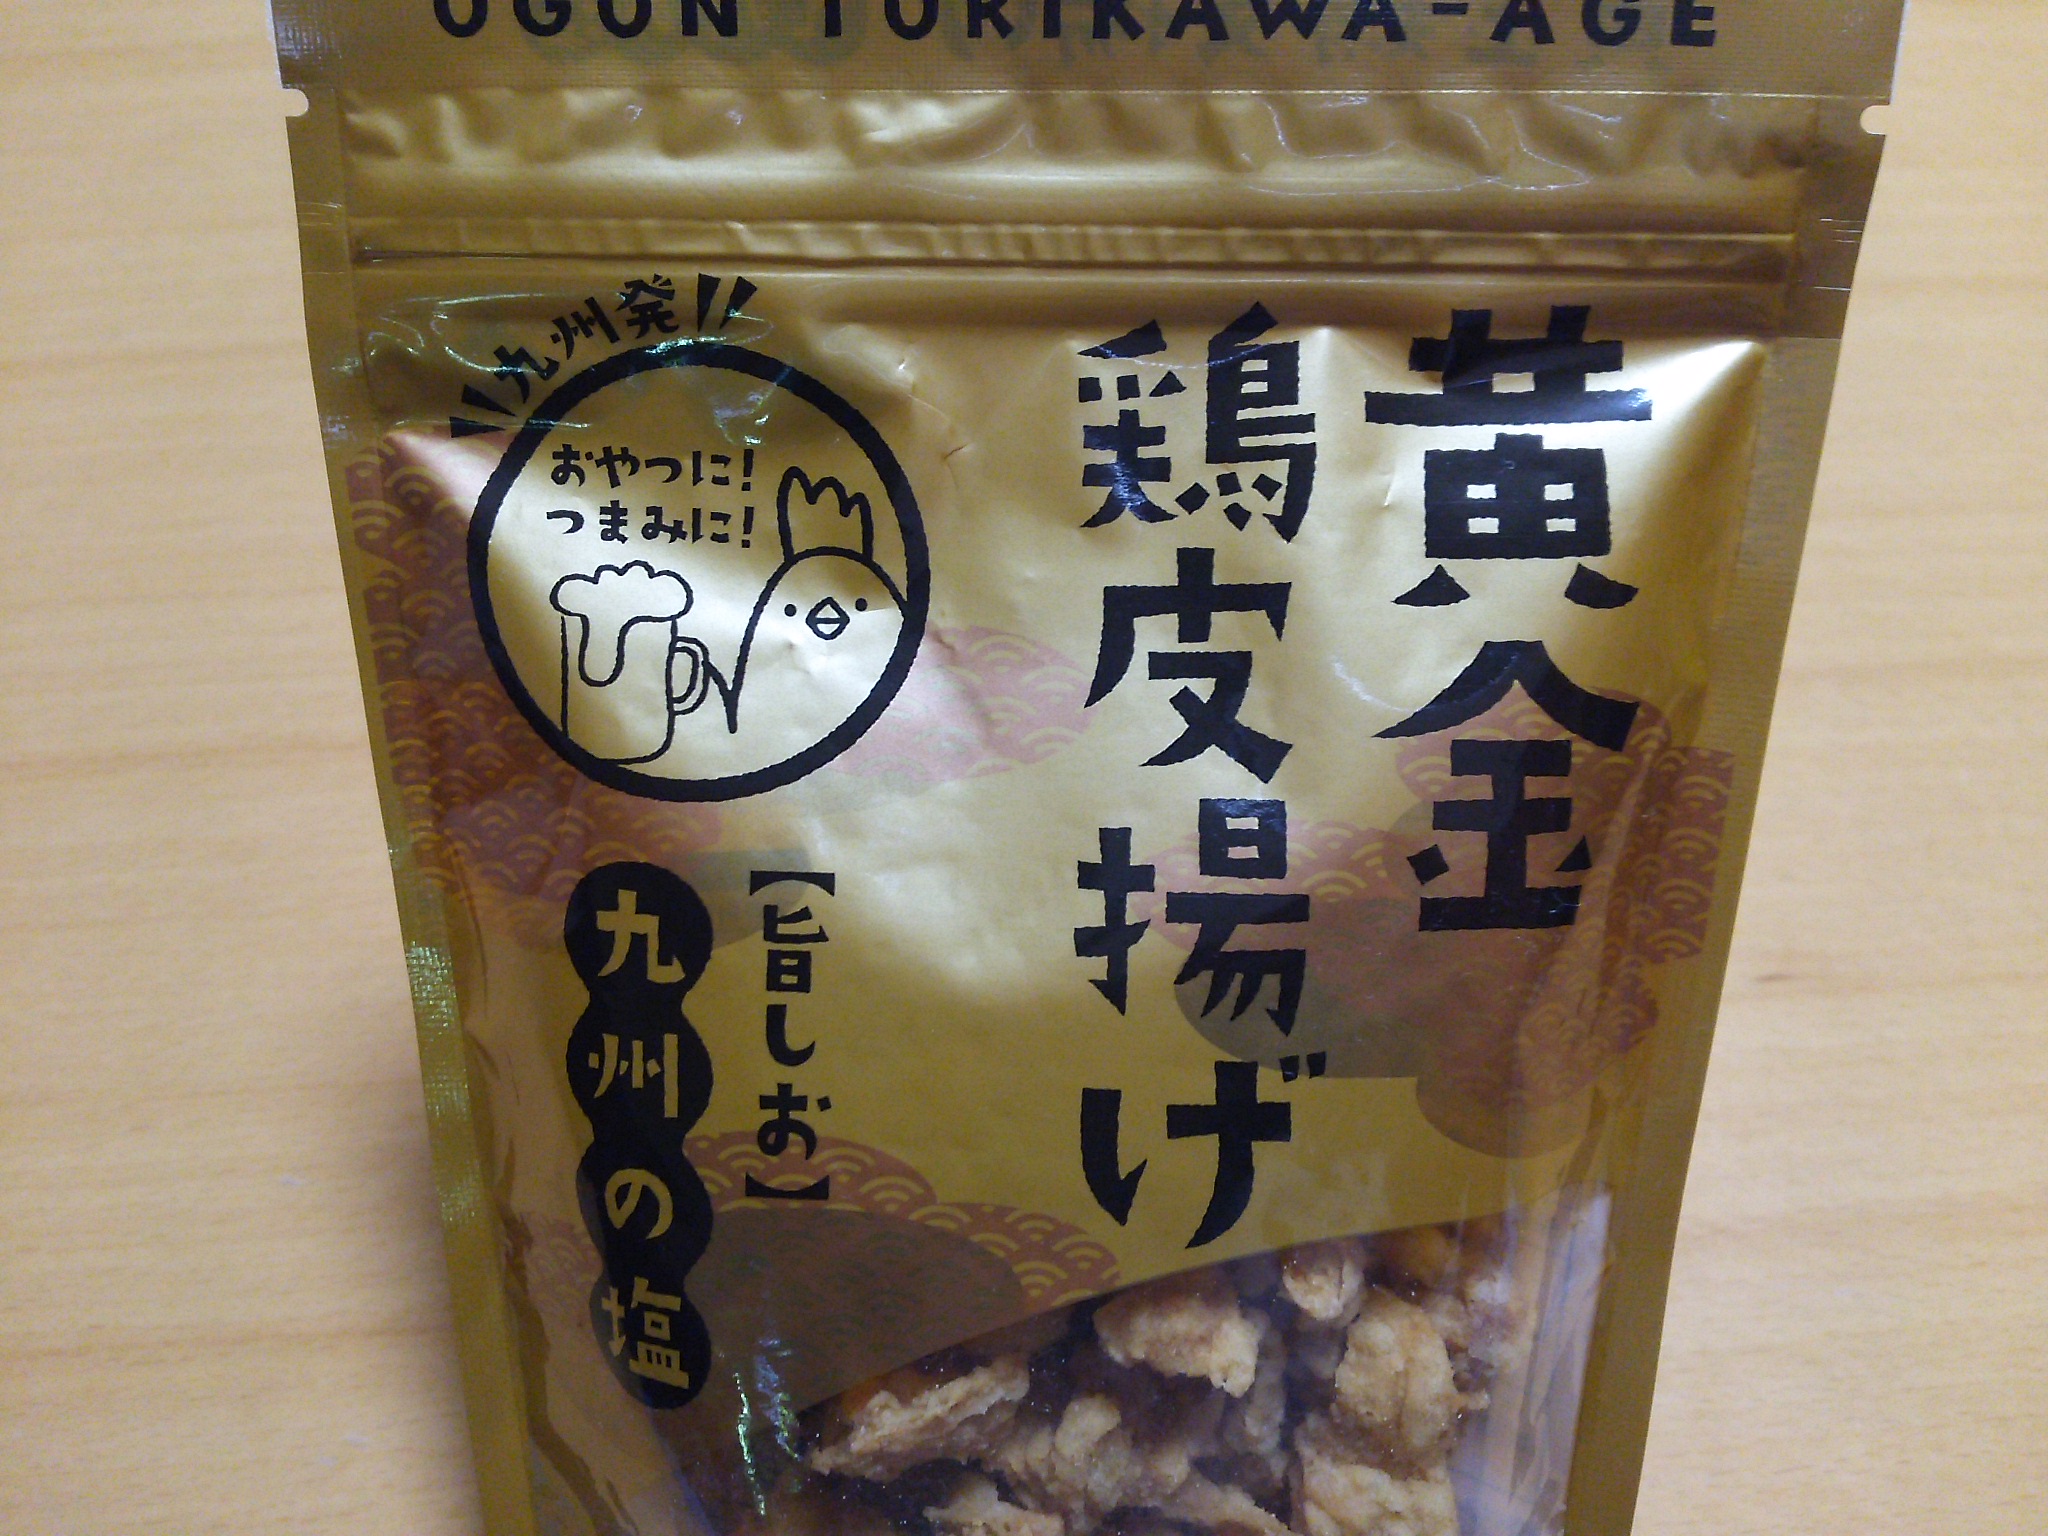 OGON TORIKAWA-AGE
黄金
鶏皮揚げ
九州発
おやつに!
つまみに!
【旨しお】
九州の塩